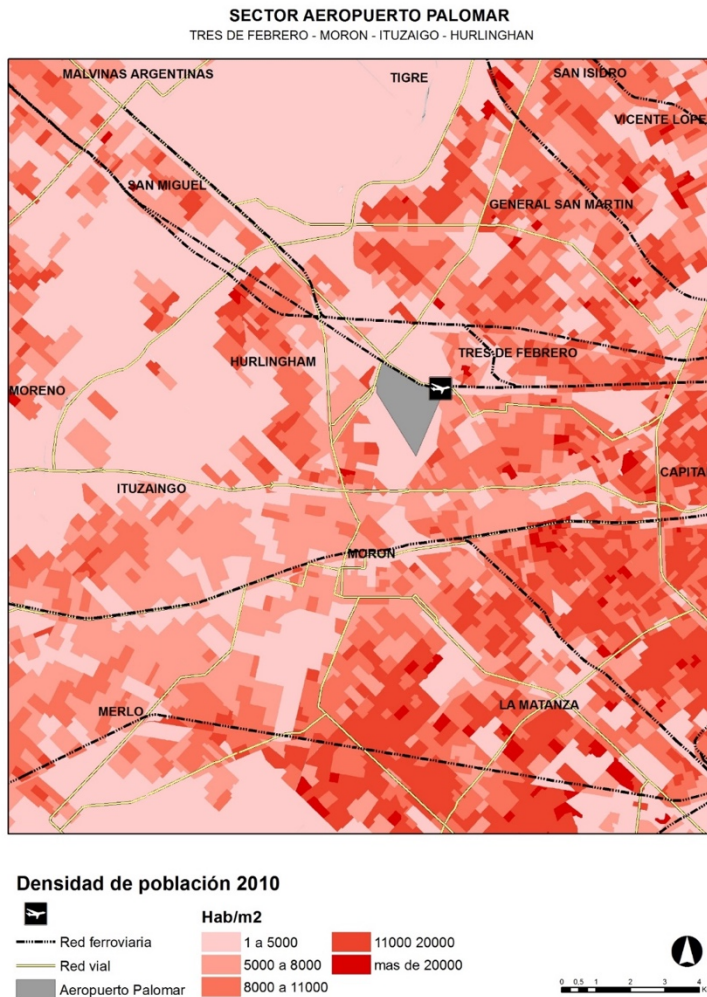 SECTOR AEROPUERTO PALOMAR
TRES DE FEBRERO - MORON - ITUZAIGO - HURLINGHAN
MALVINAS ARGENTINAS
TIGRE
SAN ISIDRO
VICENTE LOPE
SAN MIGUEL
GENERAL SAN MARTIN
HURLINGHAM
TRES DE FEBRERO
MORENO
CAPITA
ITUZAINGO
MORON
MERLO
LA MATANZA
Densidad de población 2010
Hab/m2
Red ferroviaria
1 a 5000
11000 20000
Red vial
5000 a 8000
mas de 20000
Aeropuerto Palomar
8000 a 11000
0 0,5 1 2 3 4
K